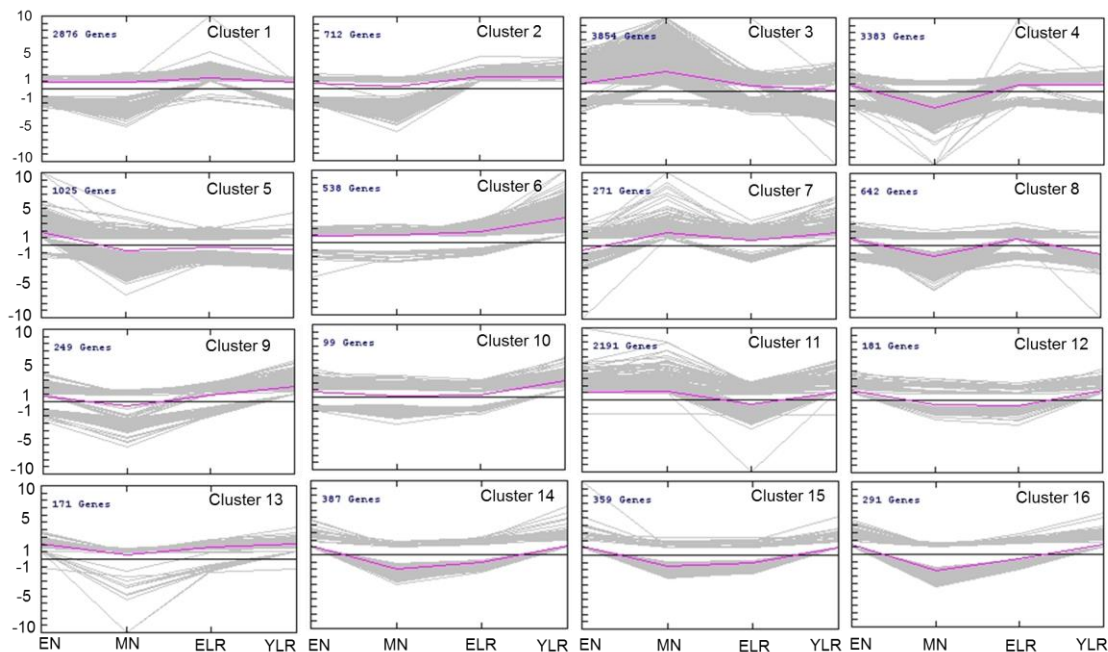 10
5
1
-1
-5
-10
2876 Genes Cluster 1
712 Genes Cluster 2
3854 Genes Cluster 3
3383 Genes Cluster 4
10
5
1
-1
-5
-10
1025 Genes Cluster 5
538 Genes Cluster 6
271 Genes Cluster 7
642 Genes Cluster 8
10
5
1
-1
-5
-10
249 Genes Cluster 9
99 Genes Cluster 10
2191 Genes Cluster 11
181 Genes Cluster 12
10
5
1
-1
-5
-10
171 Genes Cluster 13
387 Genes Cluster 14
359 Genes Cluster 15
291 Genes Cluster 16
EN MN ELR YLR EN MN ELR YLR EN MN ELR YLR EN MN ELR YLR